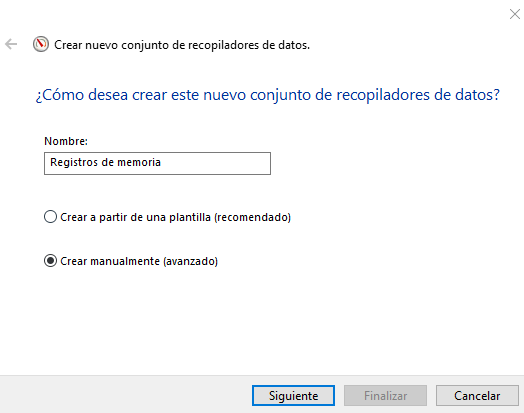 Crear nuevo conjunto de recopiladores de datos.
¿Cómo desea crear este nuevo conjunto de recopiladores de datos?
Nombre:
Registros de memoria
Crear a partir de una plantilla (recomendado)
Crear manualmente (avanzado)
Siguiente
Finalizar
Cancelar